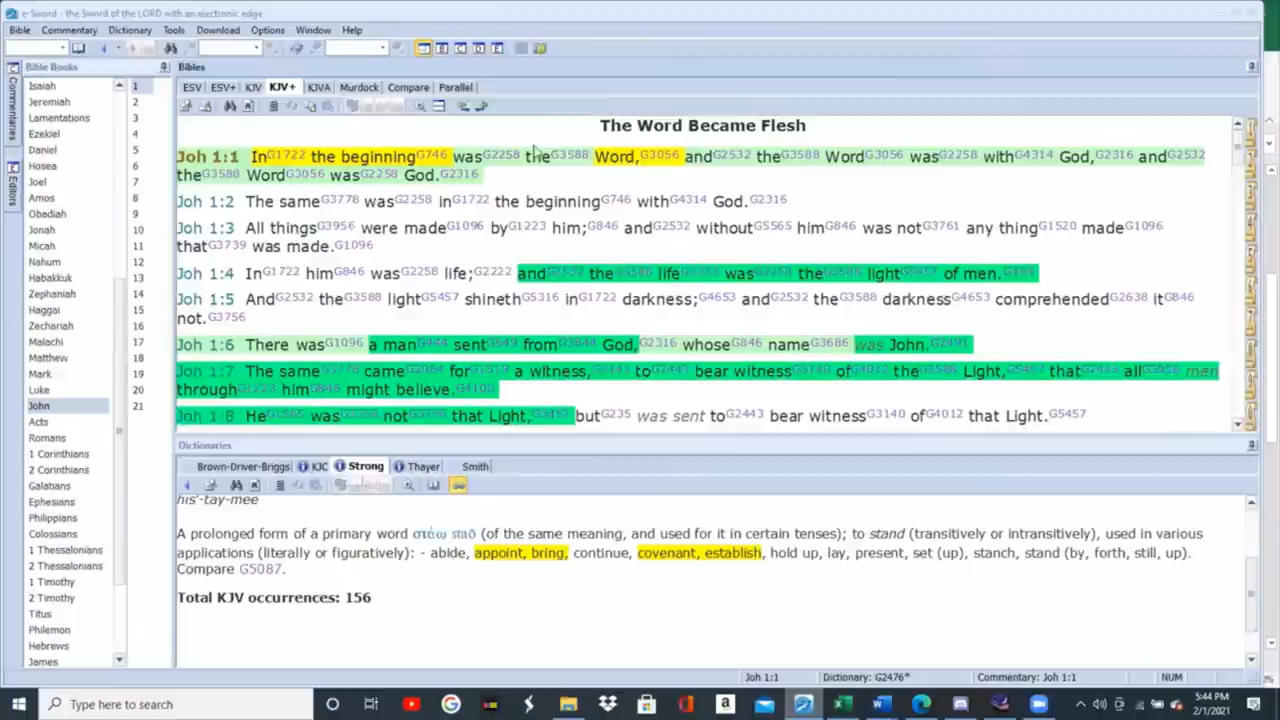 e-Sword - the Sword of the LORD with an electronic edge
Bible Commentary Dictionary Tools Download Options Window Help
Bible Books
Bibles
Commentaries
Editors
ESV ESV+ KJV KJV+ KJVA Murdock Compare Parallel
Isaiah 1
Jeremiah 2
Lamentations 3
Ezekiel 4
Daniel 5
Hosea 6
Joel 7
Amos 8
Obadiah 9
Jonah 10
Micah 11
Nahum 12
Habakkuk 13
Zephaniah 14
Haggai 15
Zechariah 16
Malachi 17
Matthew 18
Mark 19
Luke 20
John 21
Acts
Romans
1 Corinthians
2 Corinthians
Galatians
Ephesians
Philippians
Colossians
1 Thessalonians
2 Thessalonians
1 Timothy
2 Timothy
Titus
Philemon
Hebrews
James
The Word Became Flesh
Joh 1:1 InG1722 the beginningG746 wasG2258 theG3588 Word,G3056 andG2532 theG3588 WordG3056 wasG2258 withG4314 God,G2316 andG2532
theG3588 WordG3056 wasG2258 God.G2316
Joh 1:2 The sameG3778 wasG2258 inG1722 the beginningG746 withG4314 God.G2316
Joh 1:3 All thingsG3956 were madeG1096 byG1223 him;G846 andG2532 withoutG5565 himG846 was notG3761 any thingG1520 madeG1096
thatG3739 was made.G1096
Joh 1:4 InG1722 himG846 wasG2258 life;G2222 and the life was the light of men.
Joh 1:5 AndG2532 theG3588 lightG5457 shinethG5316 inG1722 darkness;G4653 andG2532 theG3588 darknessG4653 comprehendedG2638 itG846
not.G3756
Joh 1:6 There wasG1096 a man sent from God,G2316 whoseG846 nameG3686 was John.
Joh 1:7 The same came for a witness, to bear witness of the Light, that all men
through him might believe.
Joh 1:8 He was not that Light, butG235 was sent toG2443 bear witnessG3140 ofG4012 that Light.G5457
Dictionaries
Brown-Driver-Briggs KJC Strong Thayer Smith
his'-tay-mee
A prolonged form of a primary word στάω staō (of the same meaning, and used for it in certain tenses); to stand (transitively or intransitively), used in various
applications (literally or figuratively): - abide, appoint, bring, continue, covenant, establish, hold up, lay, present, set (up), stanch, stand (by, forth, still, up).
Compare G5087.
Total KJV occurrences: 156
Joh 1:1 Dictionary: G2476* Commentary: Joh 1:1 NUM
Type here to search
5:44 PM
2/1/2021